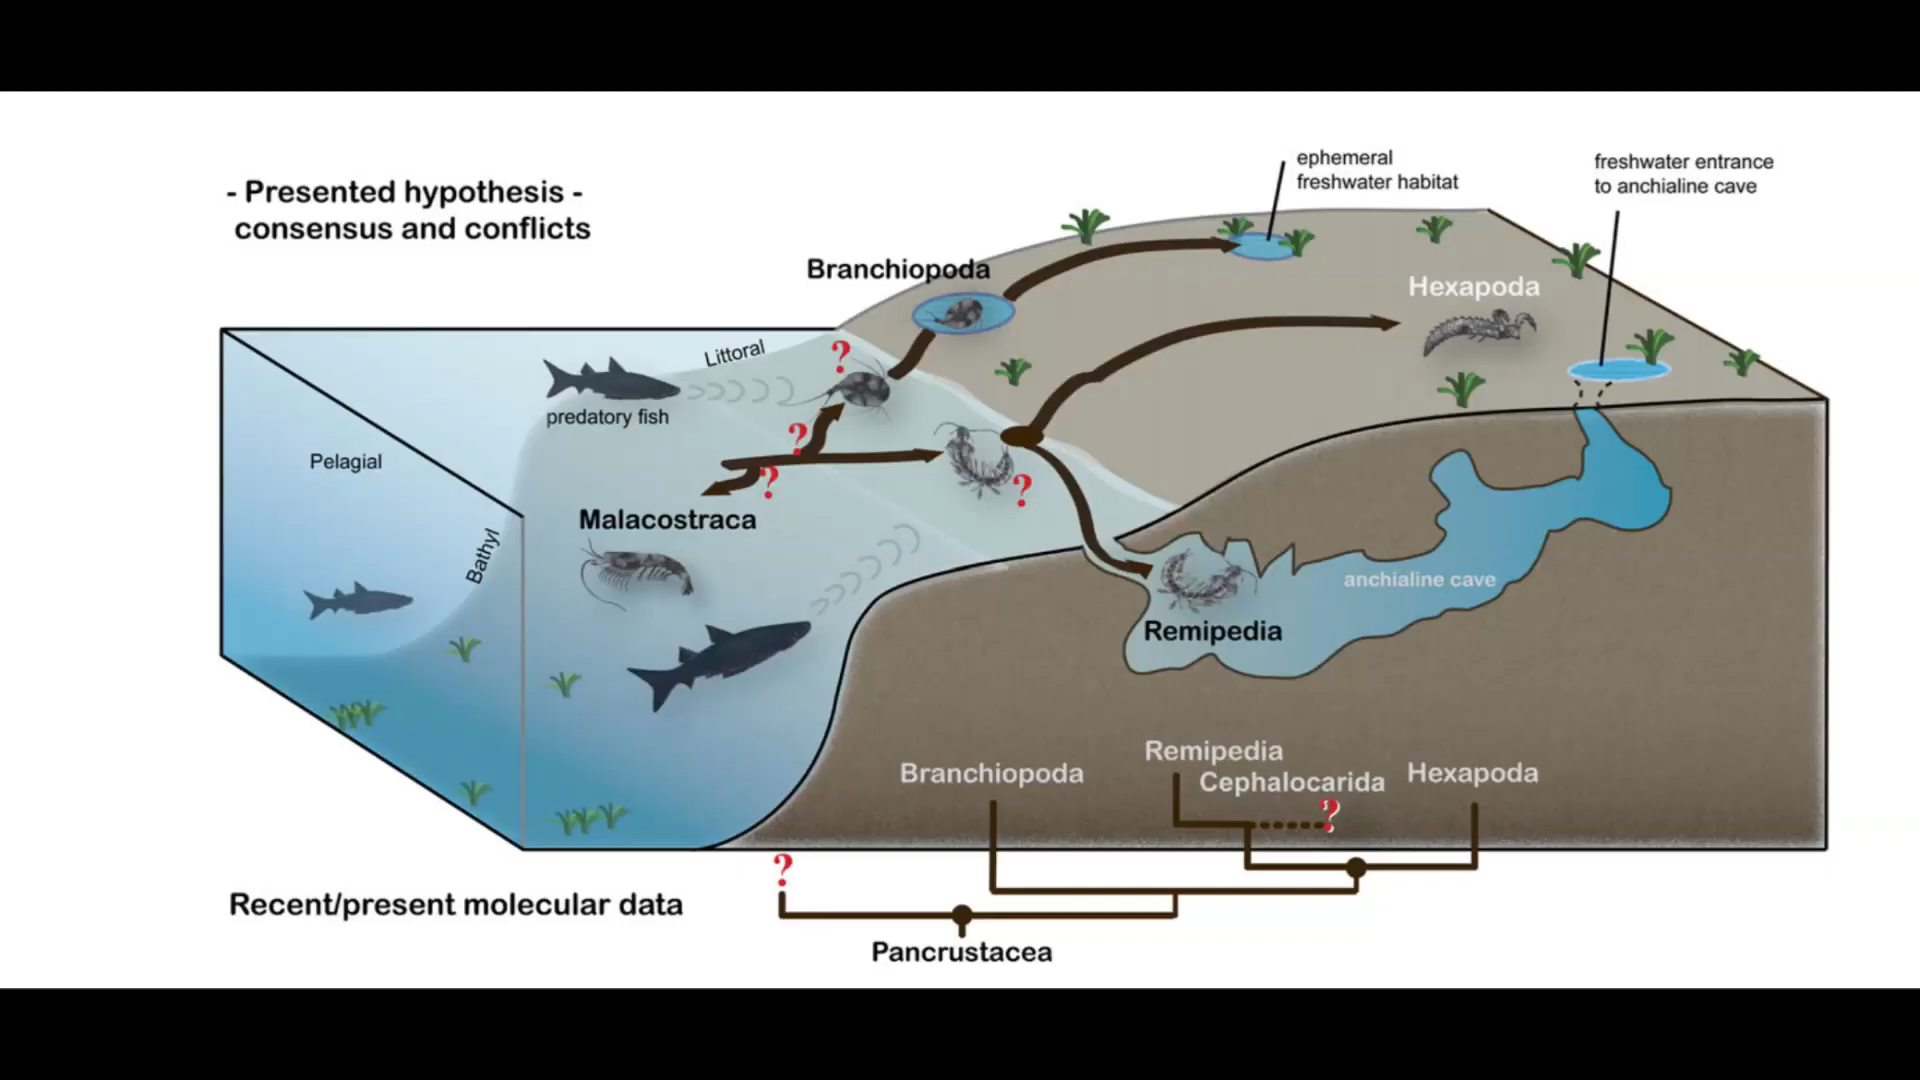 - Presented hypothesis -
consensus and conflicts
ephemeral
freshwater habitat
freshwater entrance
to anchialine cave
Branchiopoda
Hexapoda
Littoral
?
predatory fish
?
Pelagial
?
?
Malacostraca
Bathyl
anchialine cave
Remipedia
Remipedia
Branchiopoda
Cephalocarida
Hexapoda
?
?
Recent/present molecular data
Pancrustacea